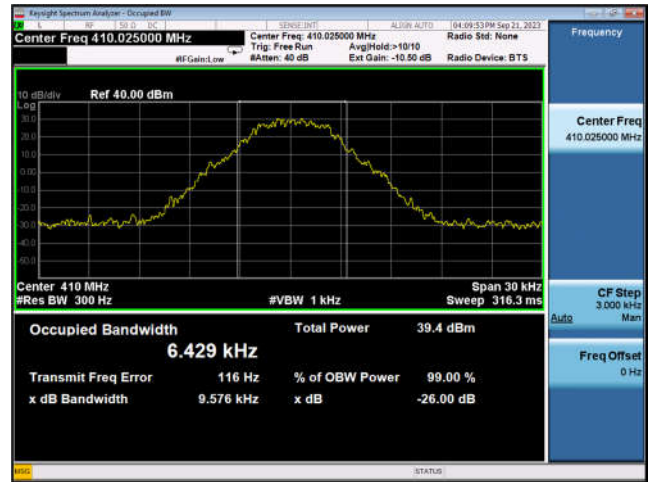 Keysight Spectrum Analyzer - Occupied BW
L RF 50 Ω DC SENSE:INT ALIGN AUTO 04:09:53 PM Sep 21, 2023
Center Freq 410.025000 MHz
Center Freq: 410.025000 MHz Radio Std: None
Trig: Free Run Avg|Hold:>10/10
#IFGain:Low #Atten: 40 dB Ext Gain: -10.50 dB Radio Device: BTS
10 dB/div Ref 40.00 dBm
Log
30.0
20.0
10.0
0.00
-10.0
-20.0
-30.0
-40.0
-50.0
Center 410 MHz Span 30 kHz
#Res BW 300 Hz #VBW 1 kHz Sweep 316.3 ms
Occupied Bandwidth Total Power 39.4 dBm
6.429 kHz
Transmit Freq Error 116 Hz % of OBW Power 99.00 %
x dB Bandwidth 9.576 kHz x dB -26.00 dB
MSG STATUS
Frequency
Center Freq
410.025000 MHz
CF Step
3.000 kHz
Auto Man
Freq Offset
0 Hz